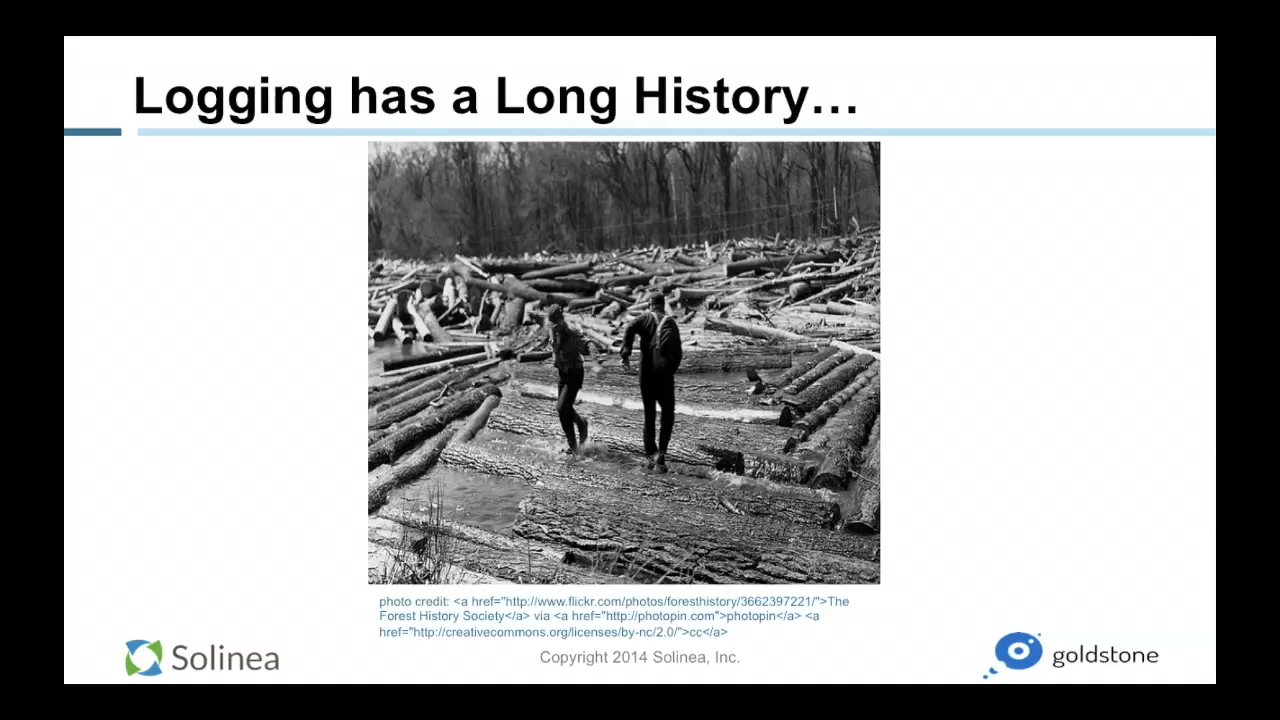 Logging has a Long History…
photo credit: <a href="http://www.flickr.com/photos/foresthistory/3662397221/">The
Forest History Society</a> via <a href="http://photopin.com">photopin</a> <a
href="http://creativecommons.org/licenses/by-nc/2.0/">cc</a>
Solinea
Copyright 2014 Solinea, Inc.
goldstone